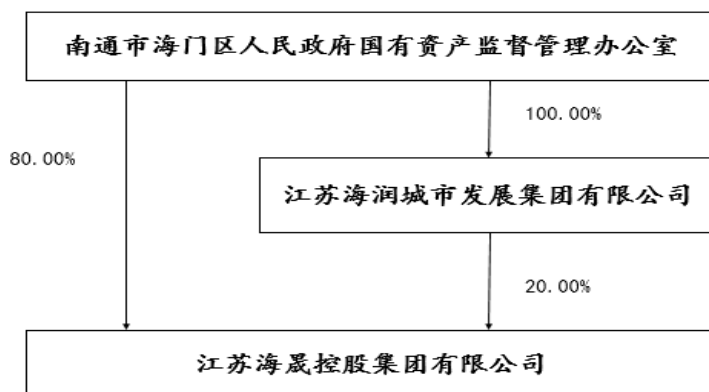 南通市海门区人民政府国有资产监督管理办公室
100.00%
80.00%
江苏海润城市发展集团有限公司
20.00%
江苏海晟控股集团有限公司